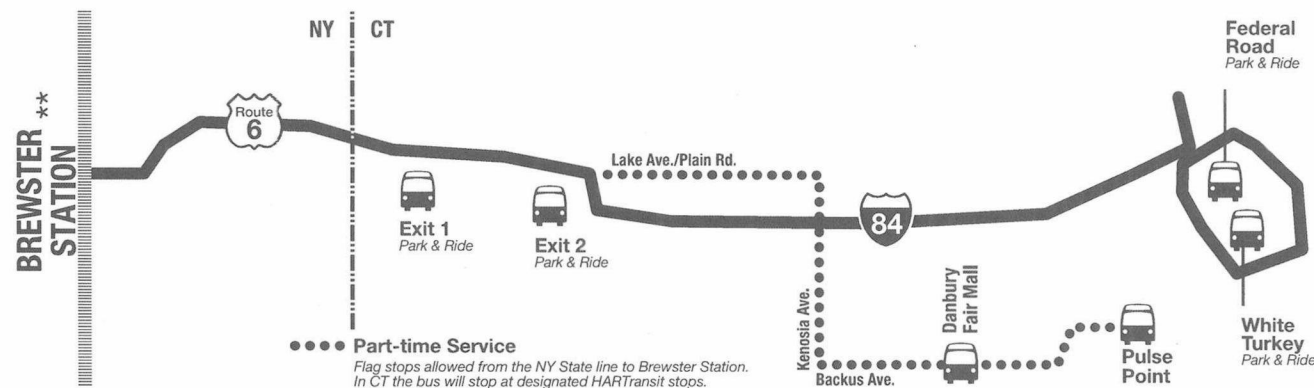 BREWSTER **
STATION
NY
CT
Route
6
Exit 1
Park & Ride
Exit 2
Park & Ride
Lake Ave./Plain Rd.
84
Federal
Road
Park & Ride
White
Turkey
Park & Ride
Kenosia Ave.
Backus Ave.
Danbury
Fair Mall
Pulse
Point
Part-time Service
Flag stops allowed from the NY State line to Brewster Station.
In CT the bus will stop at designated HARTransit stops.